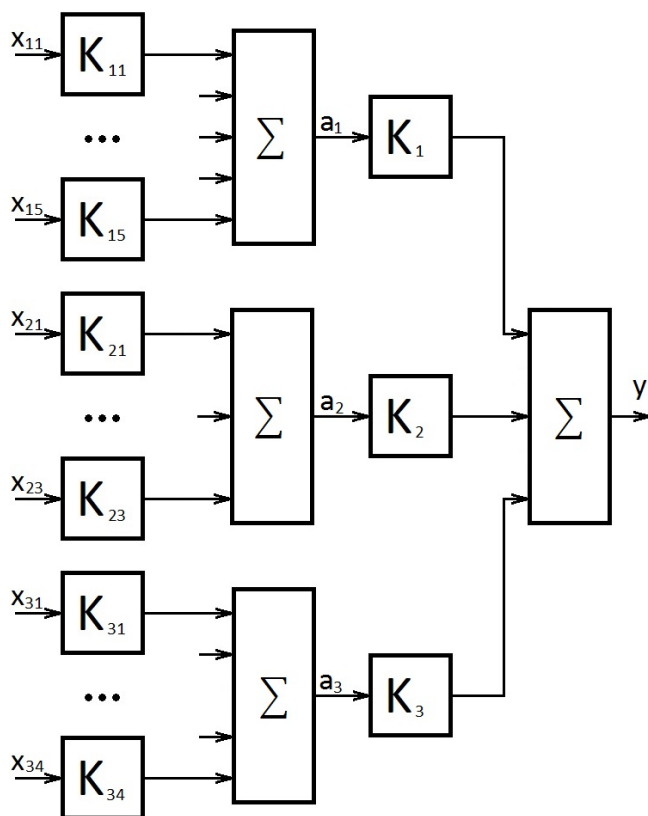 x₁₁
K₁₁
...
x₁₅
K₁₅
∑
a₁
K₁
x₂₁
K₂₁
...
x₂₃
K₂₃
∑
a₂
K₂
∑
y
x₃₁
K₃₁
...
x₃₄
K₃₄
∑
a₃
K₃